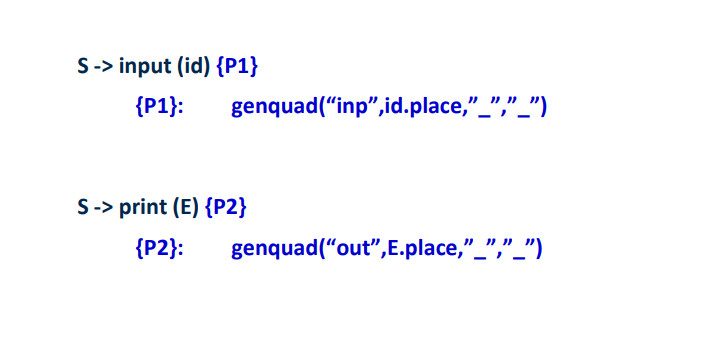 S -> input (id) {P1}
{P1}: genquad(“inp”,id.place,”_”,”_”)
S -> print (E) {P2}
{P2}: genquad(“out”,E.place,”_”,”_”)